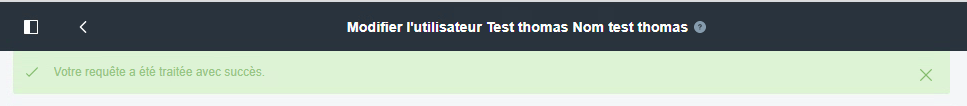 Modifier l'utilisateur Test thomas Nom test thomas ?
Votre requête a été traitée avec succès.